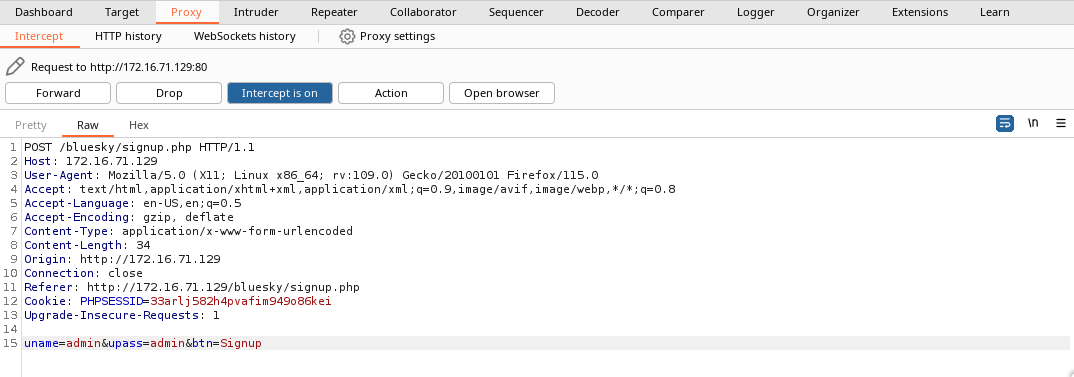 Dashboard Target Proxy Intruder Repeater Collaborator Sequencer Decoder Comparer Logger Organizer Extensions Learn
Intercept HTTP history WebSockets history Proxy settings
Request to http://172.16.71.129:80
Forward Drop Intercept is on Action Open browser
Pretty Raw Hex \n
1 POST /bluesky/signup.php HTTP/1.1
2 Host: 172.16.71.129
3 User-Agent: Mozilla/5.0 (X11; Linux x86_64; rv:109.0) Gecko/20100101 Firefox/115.0
4 Accept: text/html,application/xhtml+xml,application/xml;q=0.9,image/avif,image/webp,*/*;q=0.8
5 Accept-Language: en-US,en;q=0.5
6 Accept-Encoding: gzip, deflate
7 Content-Type: application/x-www-form-urlencoded
8 Content-Length: 34
9 Origin: http://172.16.71.129
10 Connection: close
11 Referer: http://172.16.71.129/bluesky/signup.php
12 Cookie: PHPSESSID=33arlj582h4pvafim949o86kei
13 Upgrade-Insecure-Requests: 1
14
15 uname=admin&upass=admin&btn=Signup